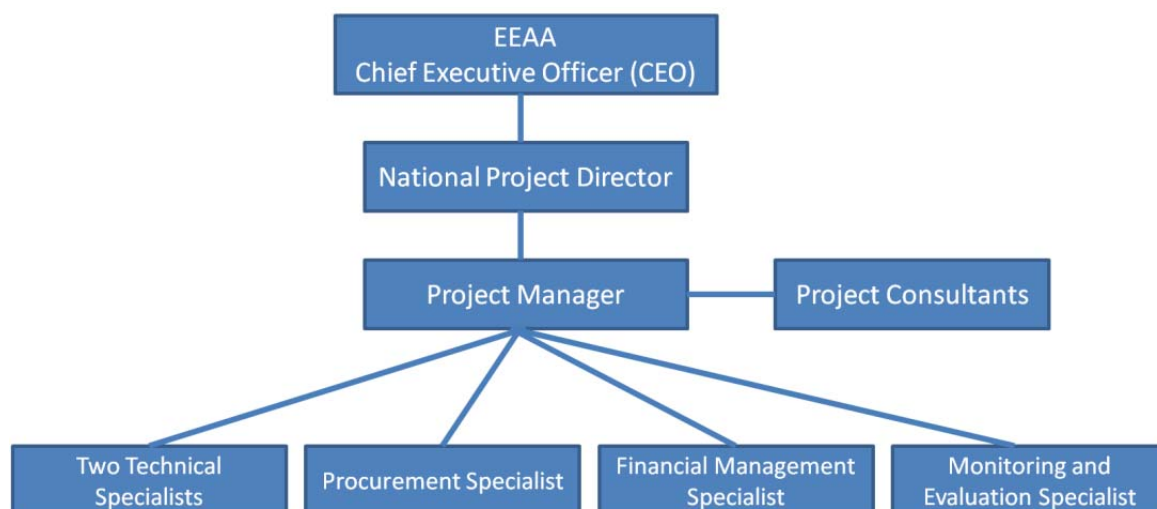 EEAA
Chief Executive Officer (CEO)
National Project Director
Project Manager
Project Consultants
Two Technical
Specialists
Procurement Specialist
Financial Management
Specialist
Monitoring and
Evaluation Specialist